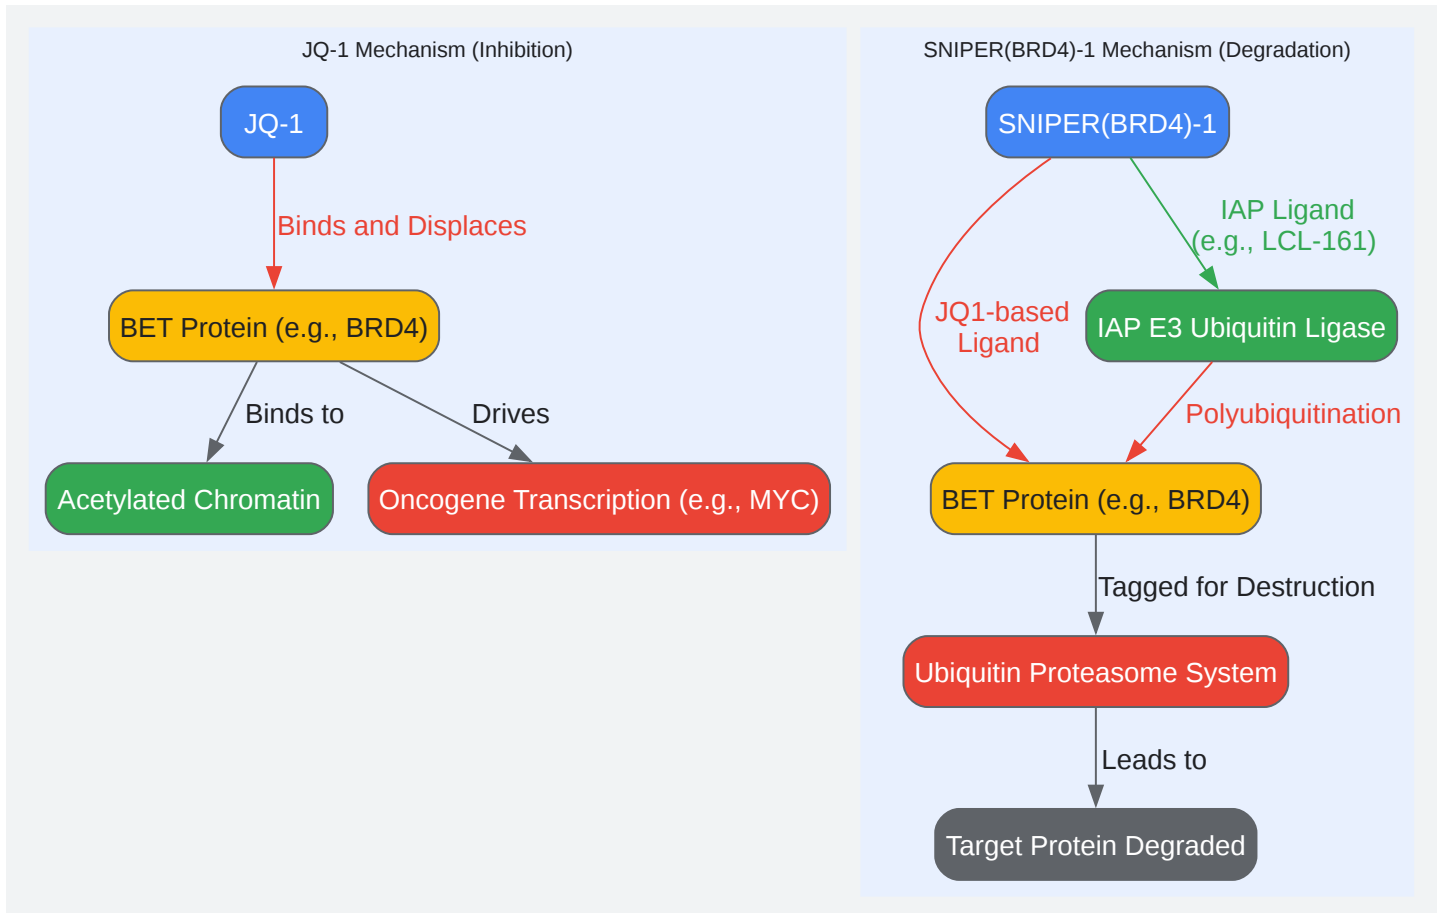 JQ-1 Mechanism (Inhibition)
JQ-1
Binds and Displaces
BET Protein (e.g., BRD4)
Binds to
Drives
Acetylated Chromatin
Oncogene Transcription (e.g., MYC)
SNIPER(BRD4)-1 Mechanism (Degradation)
SNIPER(BRD4)-1
IAP Ligand
(e.g., LCL-161)
JQ1-based
Ligand
IAP E3 Ubiquitin Ligase
Polyubiquitination
BET Protein (e.g., BRD4)
Tagged for Destruction
Ubiquitin Proteasome System
Leads to
Target Protein Degraded